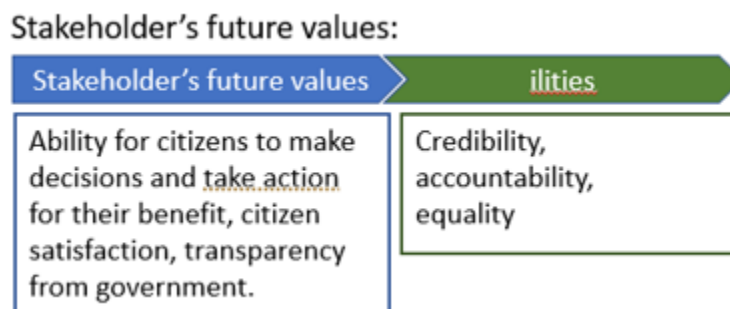 Stakeholder’s future values:
Stakeholder’s future values
ilities
Ability for citizens to make
decisions and take action
for their benefit, citizen
satisfaction, transparency
from government.
Credibility,
accountability,
equality